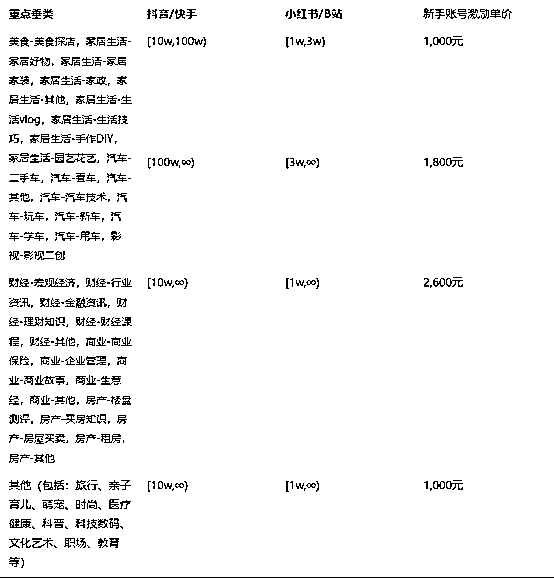 重点垂类 抖音/快手 小红书/B站 新手账号激励单价
美食-美食探店，家居生活- [10w,100w) [1w,3w) 1,000元
家居好物，家居生活-家居
家装，家居生活-家政，家
居生活-其他，家居生活-生
活vlog，家居生活-生活技
巧，家居生活-手作DIY，
家居生活-园艺花艺，汽车- [100w,∞) [3w,∞) 1,800元
二手车，汽车-看车，汽车-
其他，汽车-汽车技术，汽
车-玩车，汽车-新车，汽
车-学车，汽车-用车，影
视-影视二创
财经-宏观经济，财经-行业 [10w,∞) [1w,∞) 2,600元
资讯，财经-金融资讯，财
经-理财知识，财经-财经课
程，财经-其他，商业-商业
保险，商业-企业管理，商
业-商业故事，商业-生意
经，商业-其他，房产-楼盘
测评，房产-买房知识，房
产-房屋买卖，房产-租房，
房产-其他
其他（包括：旅行、亲子 [10w,∞) [1w,∞) 1,000元
育儿、萌宠、时尚、医疗
健康、科普、科技数码、
文化艺术、职场、教育
等）